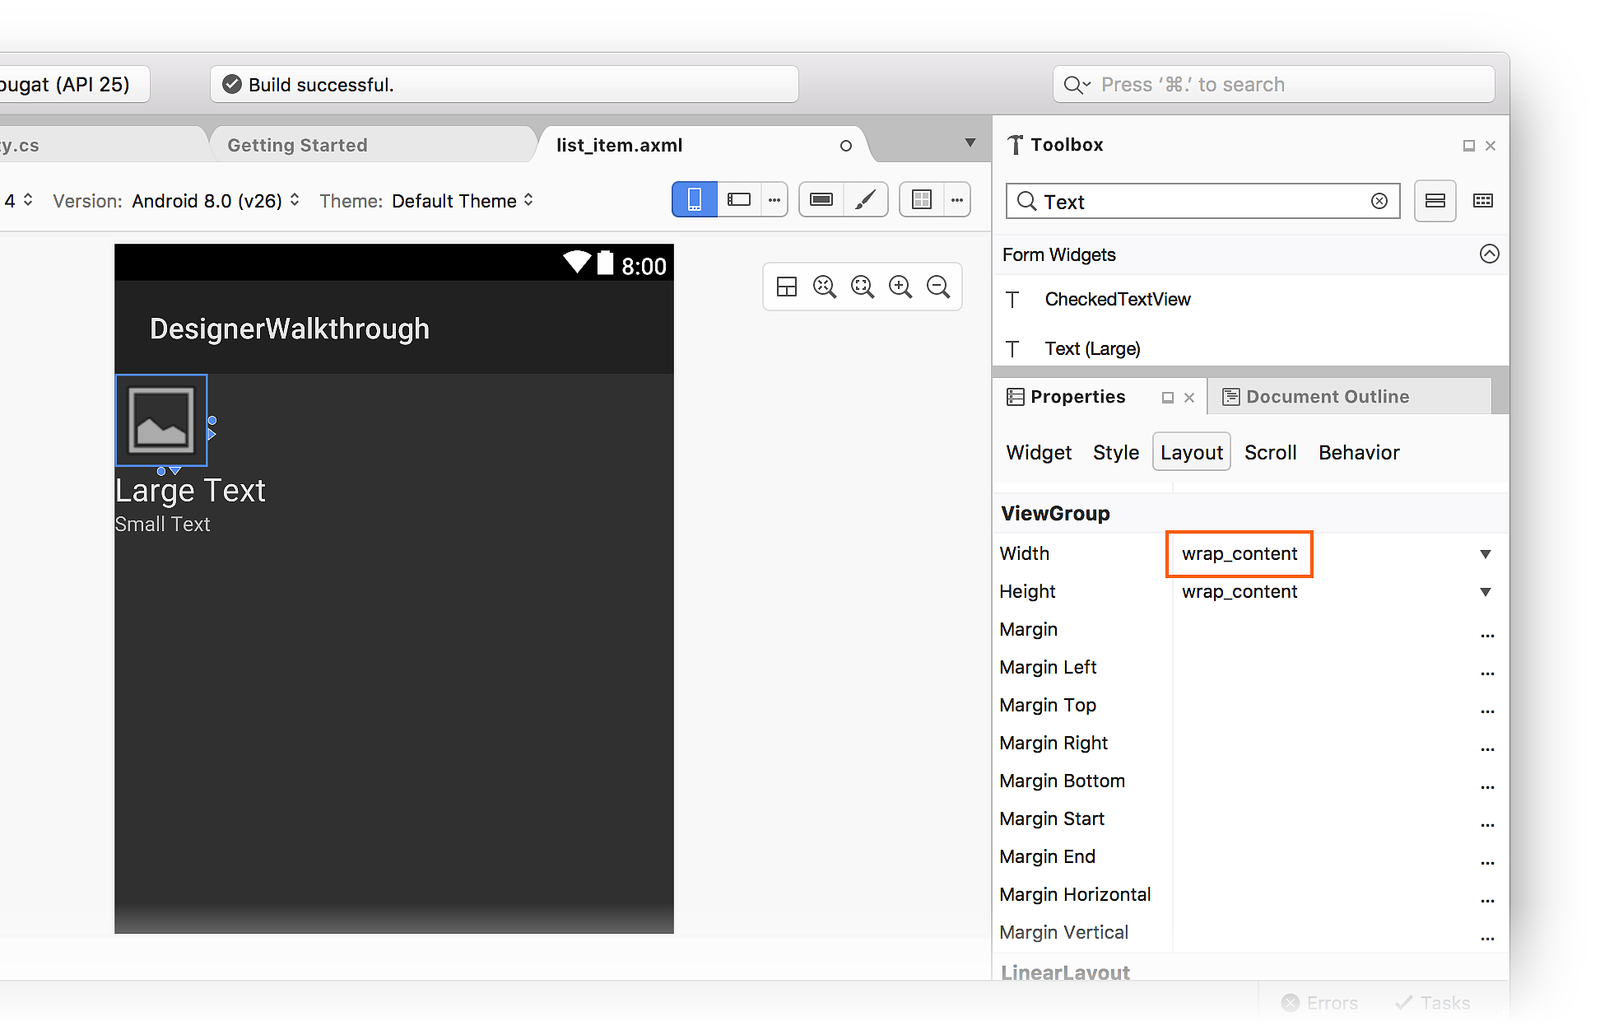 ougat (API 25)
Build successful.
Press ‘⌘.’ to search
y.cs
Getting Started
list_item.axml
4
Version: Android 8.0 (v26)
Theme: Default Theme
8:00
DesignerWalkthrough
Large Text
Small Text
Toolbox
Text
Form Widgets
CheckedTextView
Text (Large)
Properties
Document Outline
Widget Style Layout Scroll Behavior
ViewGroup
Width wrap_content
Height wrap_content
Margin ...
Margin Left ...
Margin Top ...
Margin Right ...
Margin Bottom ...
Margin Start ...
Margin End ...
Margin Horizontal ...
Margin Vertical ...
LinearLayout
Errors Tasks